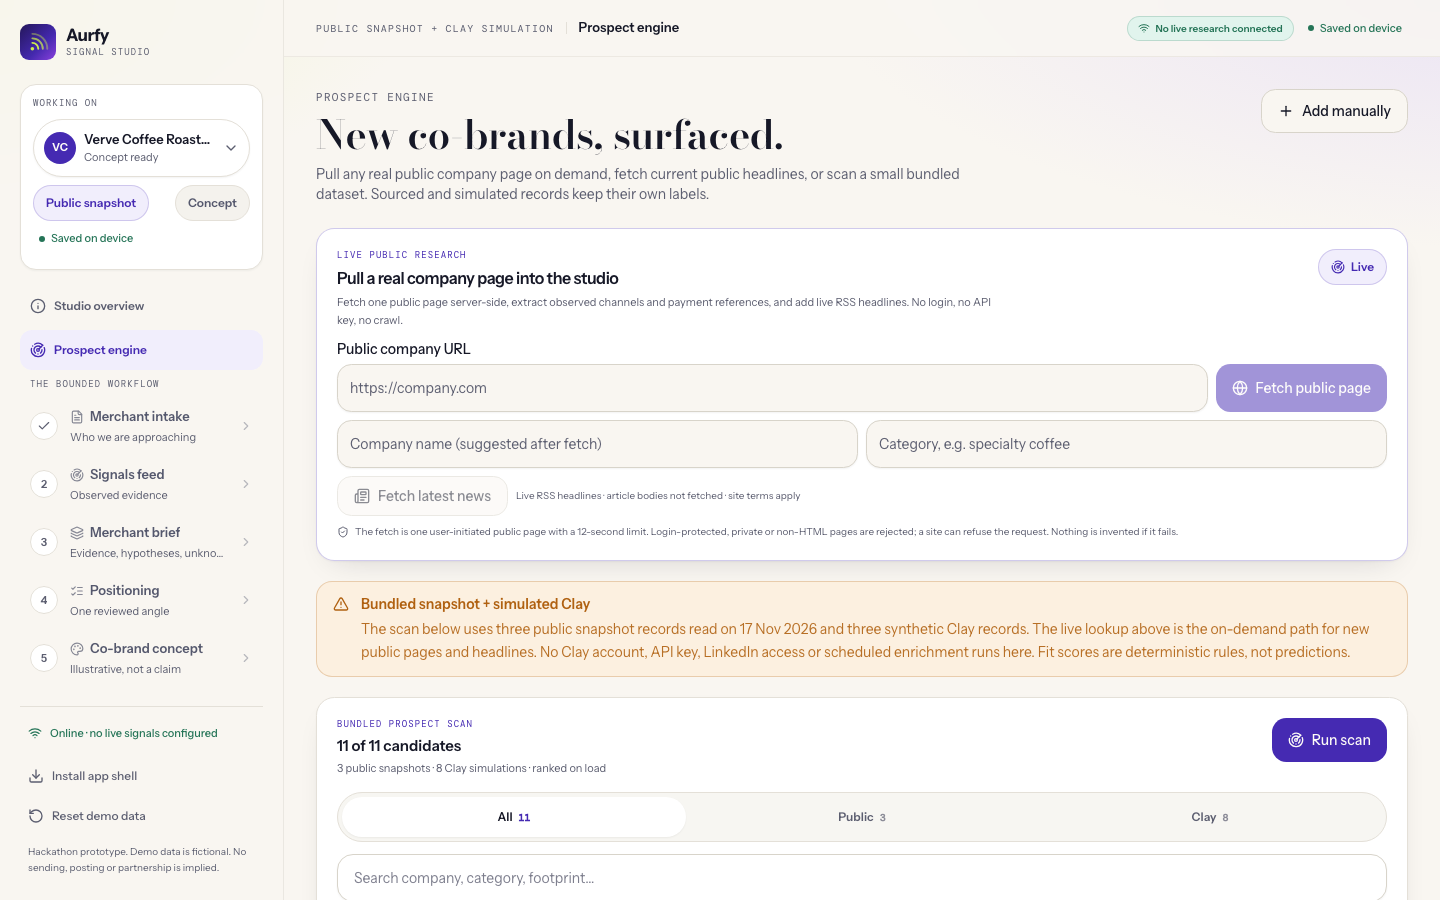 Aurfy
SIGNAL STUDIO
WORKING ON
VC
Verve Coffee Roast...
Concept ready
Public snapshot
Concept
Saved on device
Studio overview
Prospect engine
THE BOUNDED WORKFLOW
Merchant intake
Who we are approaching
2
Signals feed
Observed evidence
3
Merchant brief
Evidence, hypotheses, unkno...
4
Positioning
One reviewed angle
5
Co-brand concept
Illustrative, not a claim
Online · no live signals configured
Install app shell
Reset demo data
Hackathon prototype. Demo data is fictional. No
sending, posting or partnership is implied.
PUBLIC SNAPSHOT + CLAY SIMULATION
Prospect engine
No live research connected
Saved on device
PROSPECT ENGINE
New co-brands, surfaced.
Pull any real public company page on demand, fetch current public headlines, or scan a small bundled
dataset. Sourced and simulated records keep their own labels.
Add manually
LIVE PUBLIC RESEARCH
Pull a real company page into the studio
Fetch one public page server-side, extract observed channels and payment references, and add live RSS headlines. No login, no API
key, no crawl.
Live
Public company URL
https://company.com
Fetch public page
Company name (suggested after fetch)
Category, e.g. specialty coffee
Fetch latest news
Live RSS headlines · article bodies not fetched · site terms apply
The fetch is one user-initiated public page with a 12-second limit. Login-protected, private or non-HTML pages are rejected; a site can refuse the request. Nothing is invented if it fails.
Bundled snapshot + simulated Clay
The scan below uses three public snapshot records read on 17 Nov 2026 and three synthetic Clay records. The live lookup above is the on-demand path for new
public pages and headlines. No Clay account, API key, LinkedIn access or scheduled enrichment runs here. Fit scores are deterministic rules, not predictions.
BUNDLED PROSPECT SCAN
11 of 11 candidates
3 public snapshots · 8 Clay simulations · ranked on load
Run scan
All 11
Public 3
Clay 8
Search company, category, footprint...